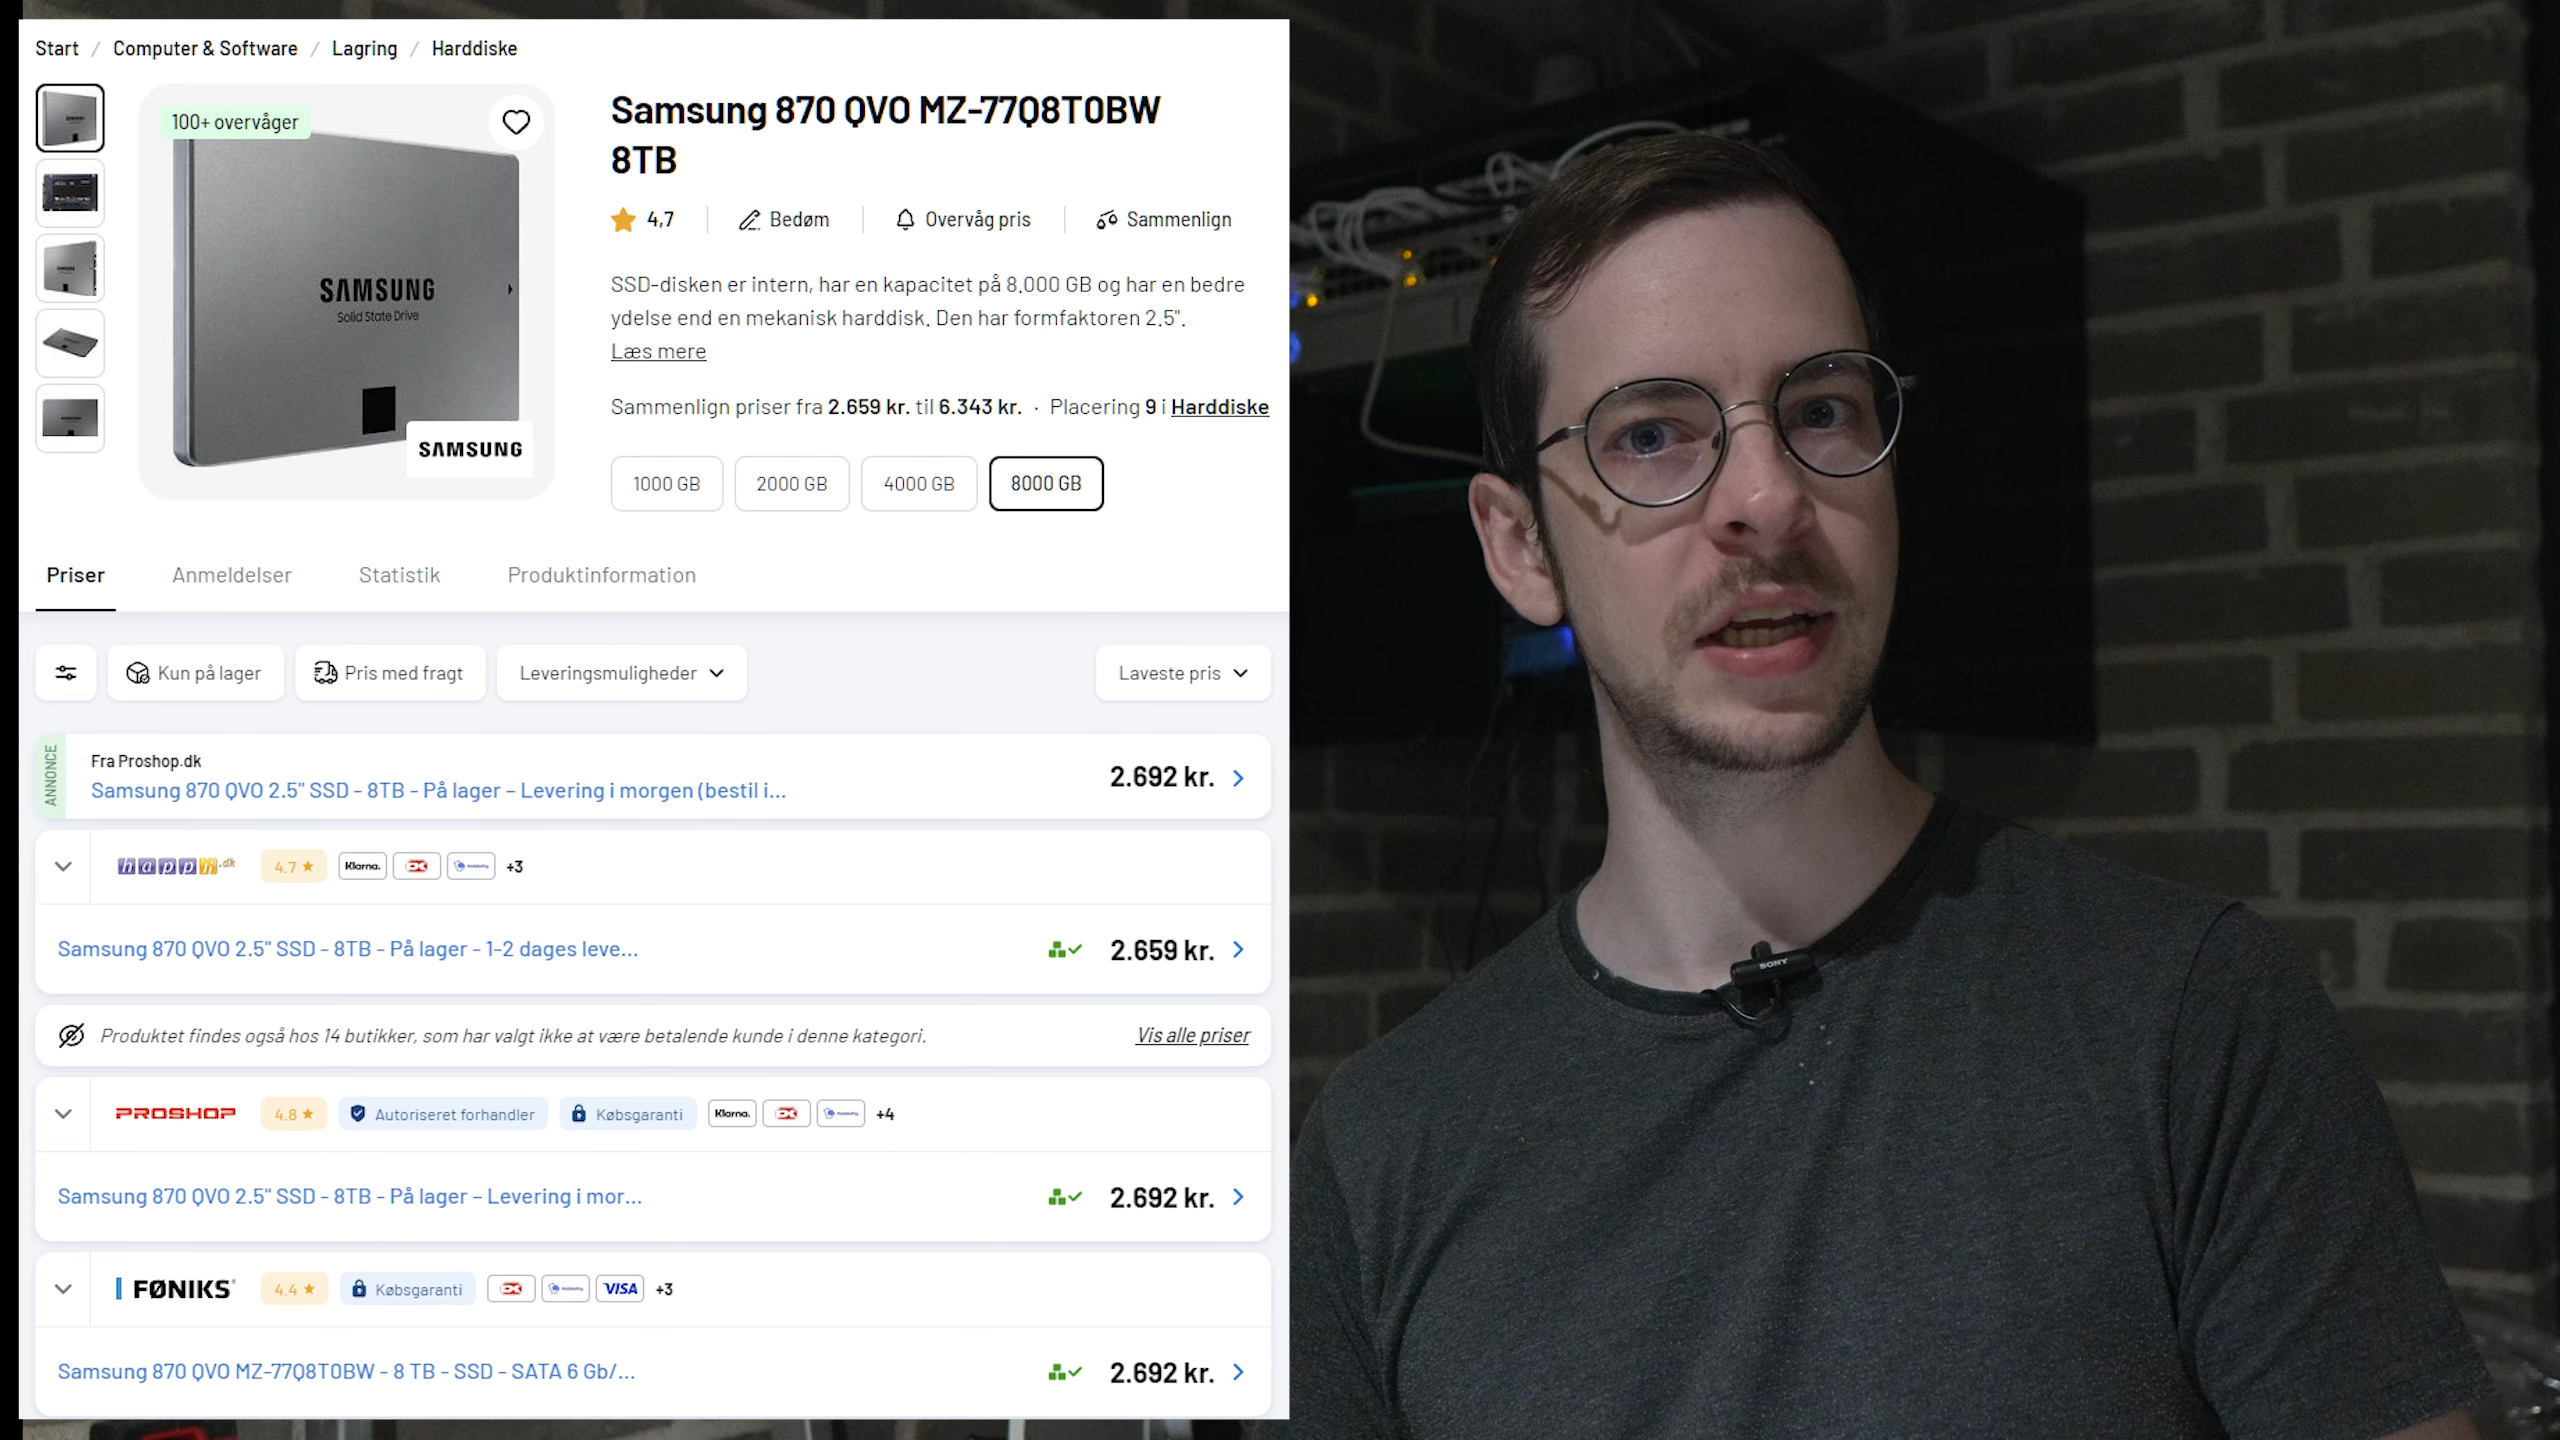 Start / Computer & Software / Lagring / Harddiske
100+ overvåger
SAMSUNG
Solid State Drive
SAMSUNG
Samsung 870 QVO MZ-77Q8T0BW
8TB
4,7 Bedøm Overvåg pris Sammenlign
SSD-disken er intern, har en kapacitet på 8.000 GB og har en bedre
ydelse end en mekanisk harddisk. Den har formfaktoren 2.5".
Læs mere
Sammenlign priser fra 2.659 kr. til 6.343 kr. · Placering 9 i Harddiske
1000 GB 2000 GB 4000 GB 8000 GB
Priser Anmeldelser Statistik Produktinformation
Kun på lager Pris med fragt Leveringsmuligheder Laveste pris
ANNONCE
Fra Proshop.dk
Samsung 870 QVO 2.5" SSD - 8TB - På lager – Levering i morgen (bestil i... 2.692 kr.
happii.dk 4.7 Klarna. +3
Samsung 870 QVO 2.5" SSD - 8TB - På lager - 1-2 dages leve... 2.659 kr.
Produktet findes også hos 14 butikker, som har valgt ikke at være betalende kunde i denne kategori. Vis alle priser
PROSHOP 4.8 Autoriseret forhandler Købsgaranti Klarna. +4
Samsung 870 QVO 2.5" SSD - 8TB - På lager – Levering i mor... 2.692 kr.
FØNIKS 4.4 Købsgaranti VISA +3
Samsung 870 QVO MZ-77Q8T0BW - 8 TB - SSD - SATA 6 Gb/... 2.692 kr.
SONY